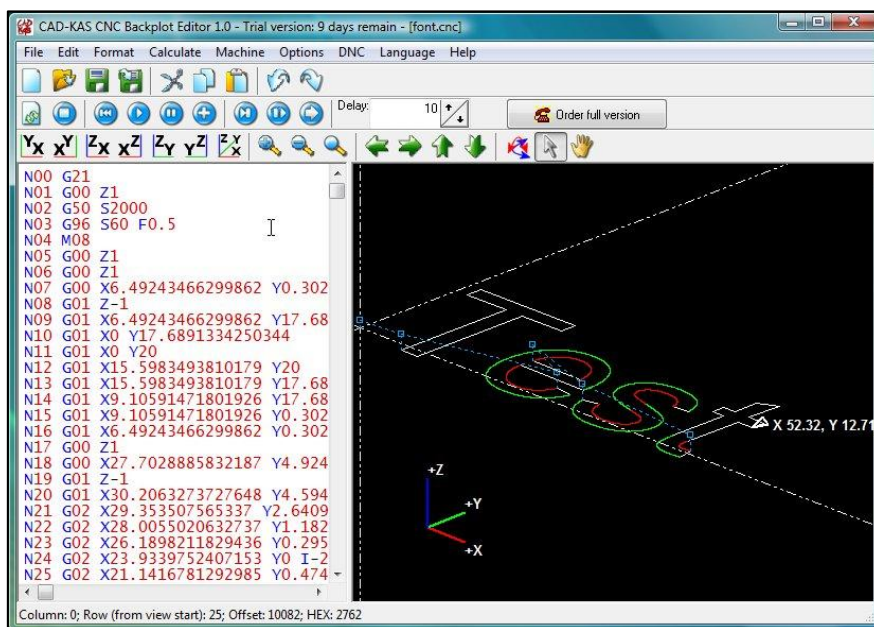 CAD-KAS CNC Backplot Editor 1.0 - Trial version: 9 days remain - [font.cnc]
File Edit Format Calculate Machine Options DNC Language Help
Delay: 10 Order full version
YX XY ZX XZ ZY YZ ZYX
N00 G21
N01 G00 Z1
N02 G50 S2000
N03 G96 S60 F0.5
N04 M08
N05 G00 Z1
N06 G00 Z1
N07 G00 X6.49243466299862 Y0.302
N08 G01 Z-1
N09 G01 X6.49243466299862 Y17.68
N10 G01 X0 Y17.6891334250344
N11 G01 X0 Y20
N12 G01 X15.5983493810179 Y20
N13 G01 X15.5983493810179 Y17.68
N14 G01 X9.10591471801926 Y17.68
N15 G01 X9.10591471801926 Y0.302
N16 G01 X6.49243466299862 Y0.302
N17 G00 Z1
N18 G00 X27.7028885832187 Y4.924
N19 G01 Z-1
N20 G01 X30.2063273727648 Y4.594
N21 G02 X29.353507565337 Y2.6409
N22 G02 X28.0055020632737 Y1.182
N23 G02 X26.1898211829436 Y0.295
N24 G02 X23.9339752407153 Y0 I-2
N25 G02 X21.1416781292985 Y0.474
Test
X 52.32, Y 12.71
+Z
+Y
+X
Column: 0; Row (from view start): 25; Offset: 10082; HEX: 2762